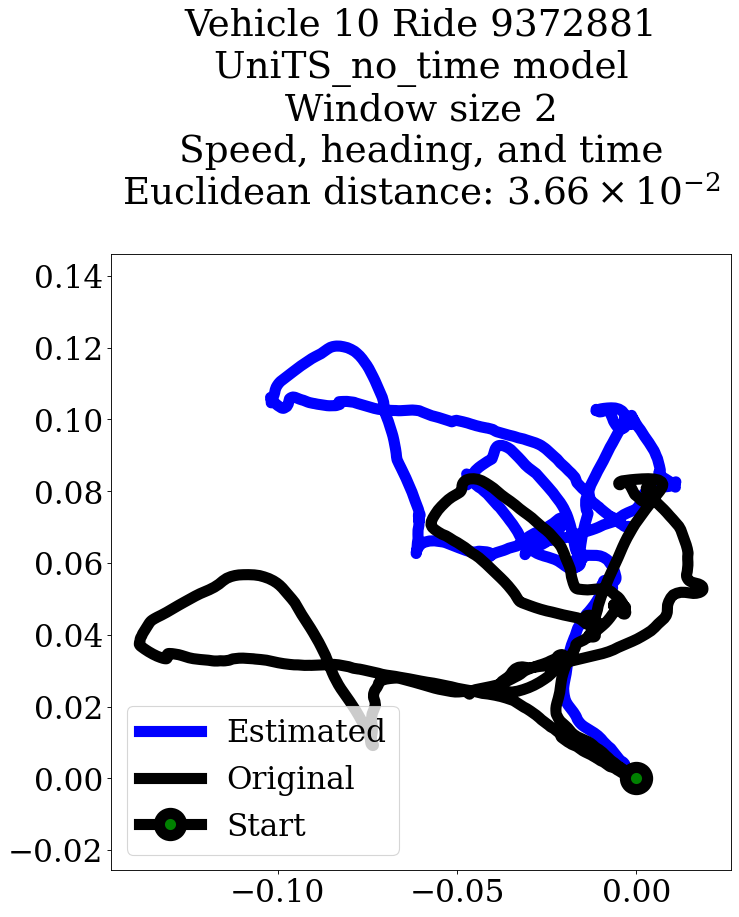 Vehicle 10 Ride 9372881
UniTS_no_time model
Window size 2
Speed, heading, and time
Euclidean distance: 3.66 × 10⁻²
0.14
0.12
0.10
0.08
0.06
0.04
0.02
0.00
−0.02
Estimated
Original
Start
−0.10
−0.05
0.00